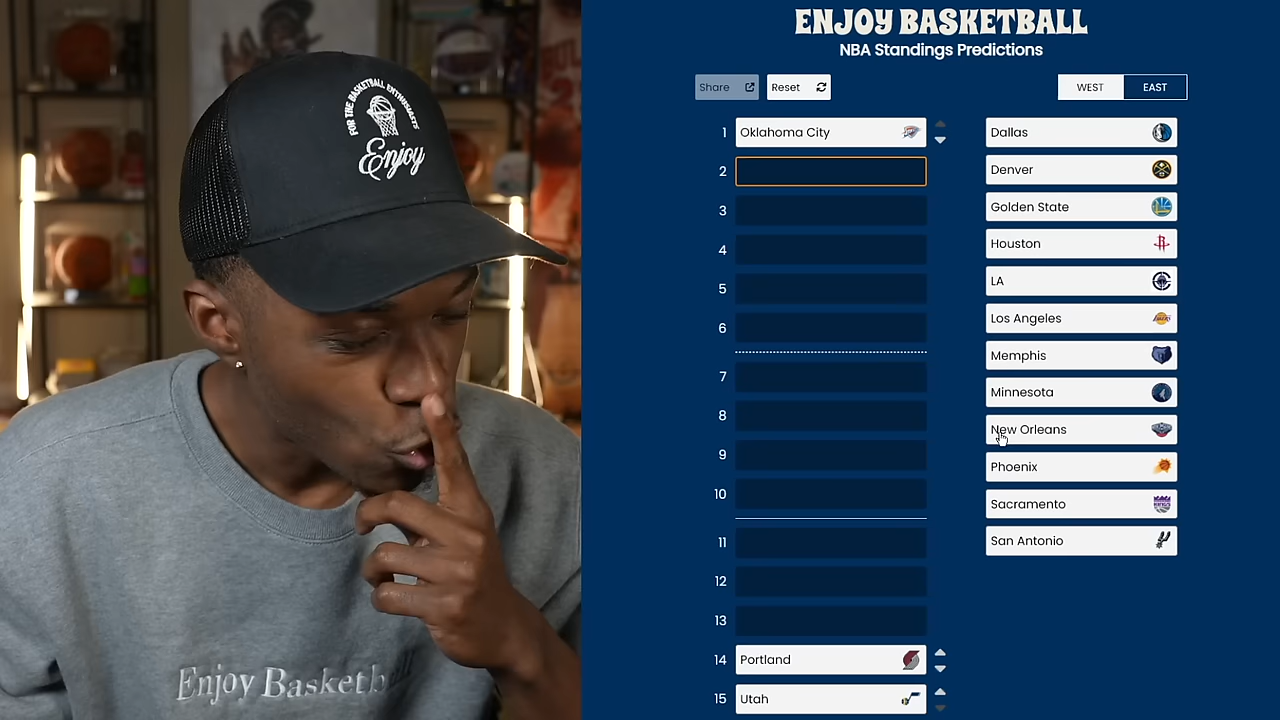 FOR THE BASKETBALL ENTHUSIASTS
Enjoy
Enjoy Basketball
ENJOY BASKETBALL
NBA Standings Predictions
Share
Reset
WEST
EAST
1 Oklahoma City
2
3
4
5
6
7
8
9
10
11
12
13
14 Portland
15 Utah
Dallas
Denver
Golden State
Houston
LA
Los Angeles
Memphis
Minnesota
New Orleans
Phoenix
Sacramento
San Antonio